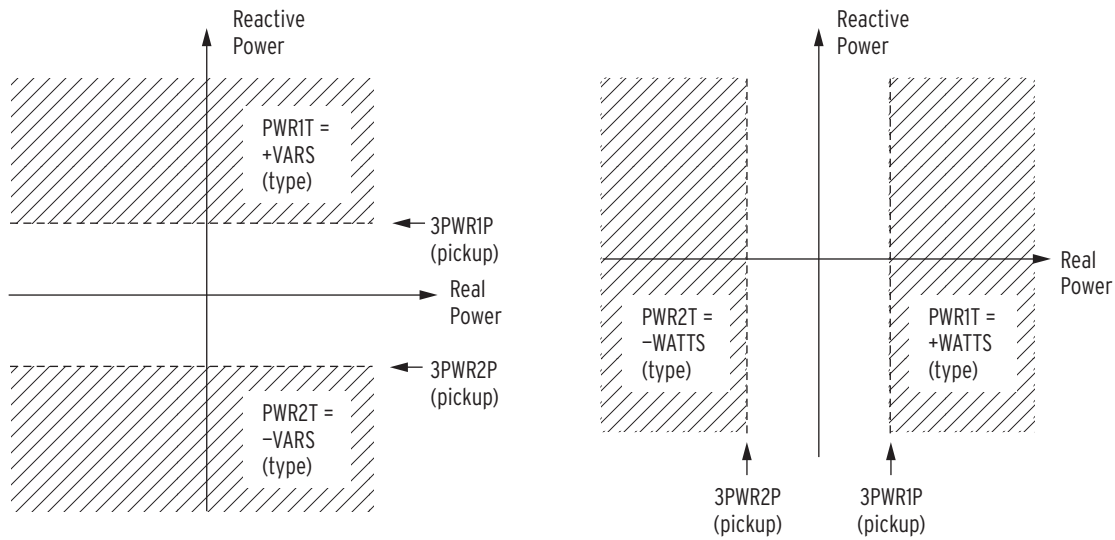 Reactive
Power
PWR1T =
+VARS
(type)
3PWR1P
(pickup)
Real
Power
3PWR2P
(pickup)
PWR2T =
−VARS
(type)
Reactive
Power
Real
Power
PWR2T =
−WATTS
(type)
PWR1T =
+WATTS
(type)
3PWR2P
(pickup)
3PWR1P
(pickup)